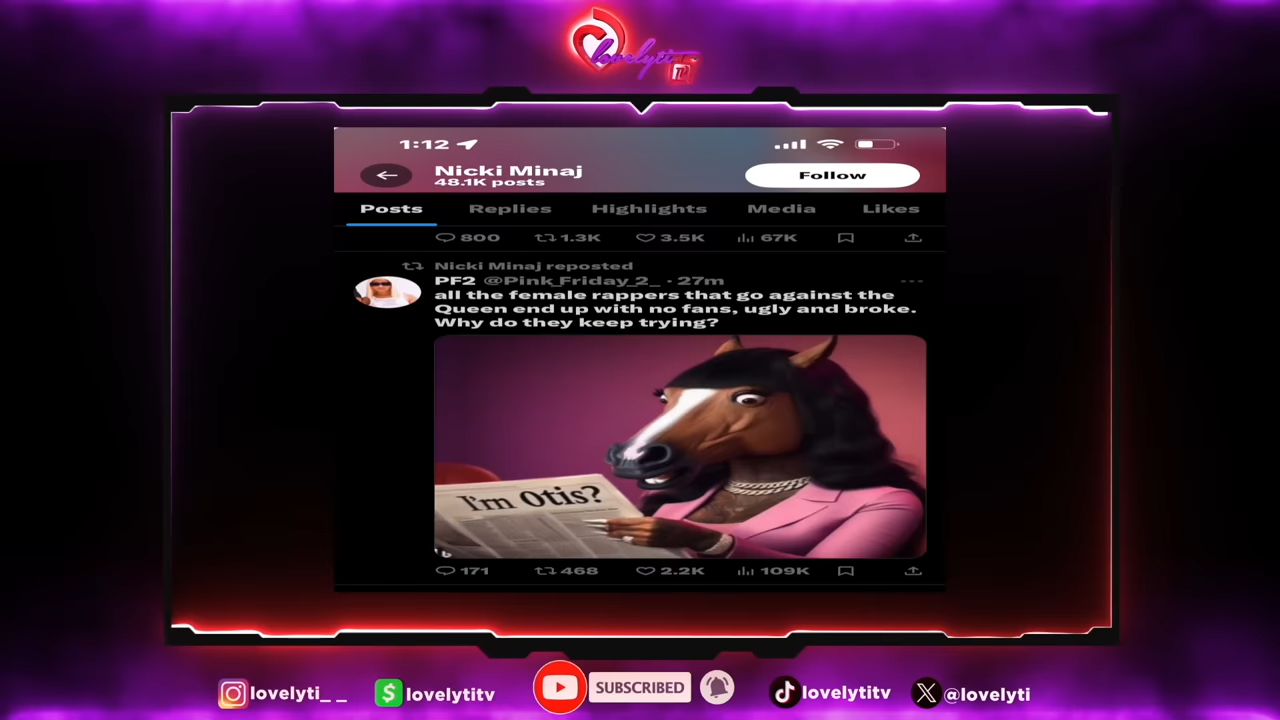 lovelyti
TV
1:12
Nicki Minaj
48.1K posts
Follow
Posts Replies Highlights Media Likes
800 1.3K 3.5K 67K
Nicki Minaj reposted
PF2 @Pink_Friday_2_ · 27m
all the female rappers that go against the
Queen end up with no fans, ugly and broke.
Why do they keep trying?
I'm Otis?
171 468 2.2K 109K
lovelyti_ _ lovelytitv SUBSCRIBED lovelytitv @lovelyti